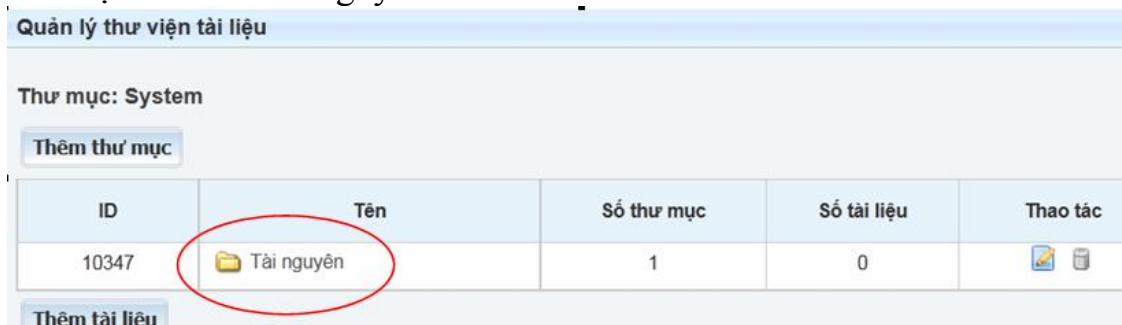 Quản lý thư viện tài liệu
Thư mục: System
Thêm thư mục
ID Tên Số thư mục Số tài liệu Thao tác
10347 Tài nguyên 1 0
Thêm tài liệu